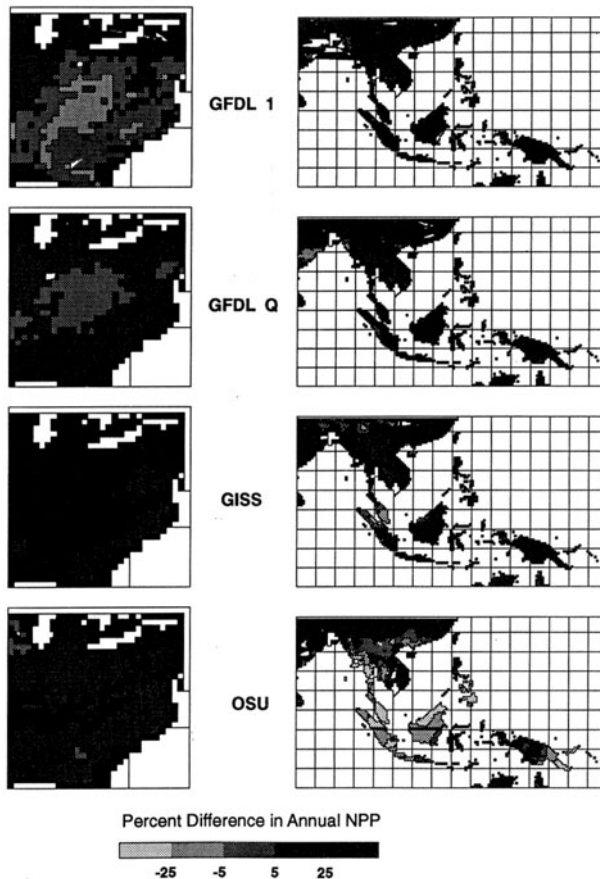 GFDL 1
GFDL Q
GISS
OSU
Percent Difference in Annual NPP
-25 -5 5 25